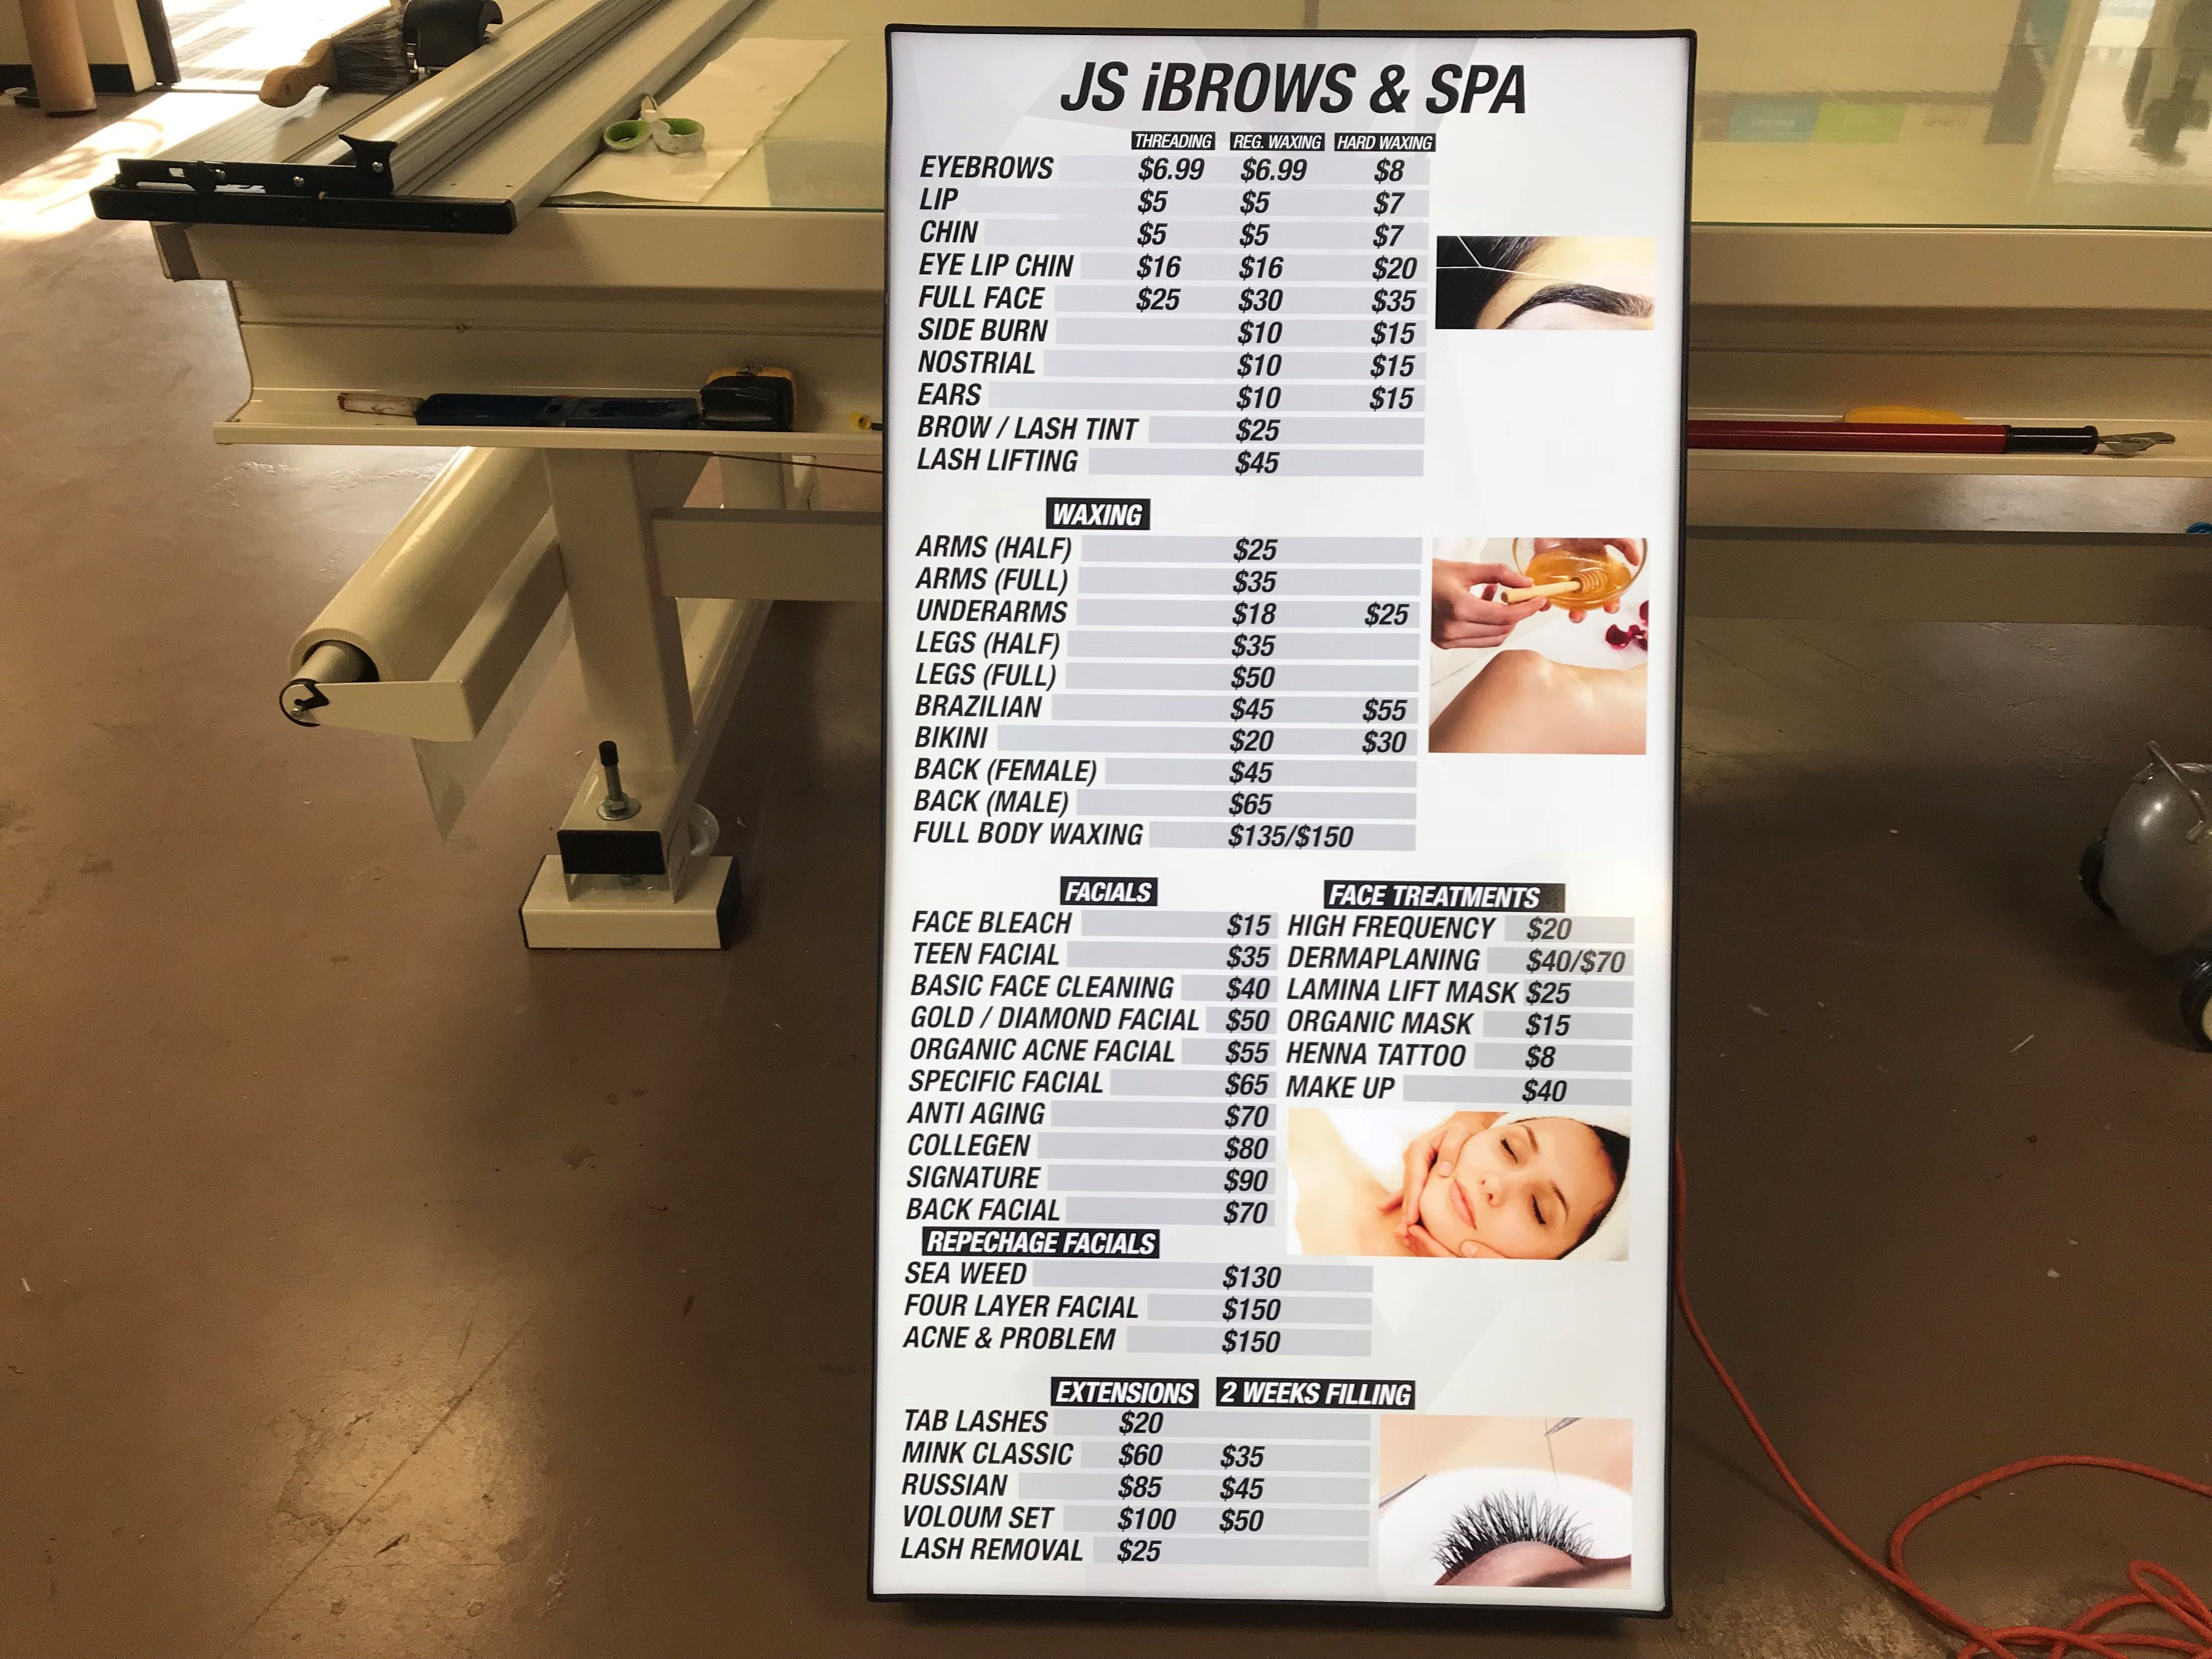 JS iBROWS & SPA
THREADING REG. WAXING HARD WAXING
EYEBROWS $6.99 $6.99 $8
LIP $5 $5 $7
CHIN $5 $5 $7
EYE LIP CHIN $16 $16 $20
FULL FACE $25 $30 $35
SIDE BURN $10 $15
NOSTRIAL $10 $15
EARS $10 $15
BROW / LASH TINT $25
LASH LIFTING $45
WAXING
ARMS (HALF) $25
ARMS (FULL) $35
UNDERARMS $18 $25
LEGS (HALF) $35
LEGS (FULL) $50
BRAZILIAN $45 $55
BIKINI $20 $30
BACK (FEMALE) $45
BACK (MALE) $65
FULL BODY WAXING $135/$150
FACIALS
FACE BLEACH $15
TEEN FACIAL $35
BASIC FACE CLEANING $40
GOLD / DIAMOND FACIAL $50
ORGANIC ACNE FACIAL $55
SPECIFIC FACIAL $65
ANTI AGING $70
COLLEGEN $80
SIGNATURE $90
BACK FACIAL $70
FACE TREATMENTS
HIGH FREQUENCY $20
DERMAPLANING $40/$70
LAMINA LIFT MASK $25
ORGANIC MASK $15
HENNA TATTOO $8
MAKE UP $40
REPECHAGE FACIALS
SEA WEED $130
FOUR LAYER FACIAL $150
ACNE & PROBLEM $150
EXTENSIONS 2 WEEKS FILLING
TAB LASHES $20
MINK CLASSIC $60 $35
RUSSIAN $85 $45
VOLOUM SET $100 $50
LASH REMOVAL $25